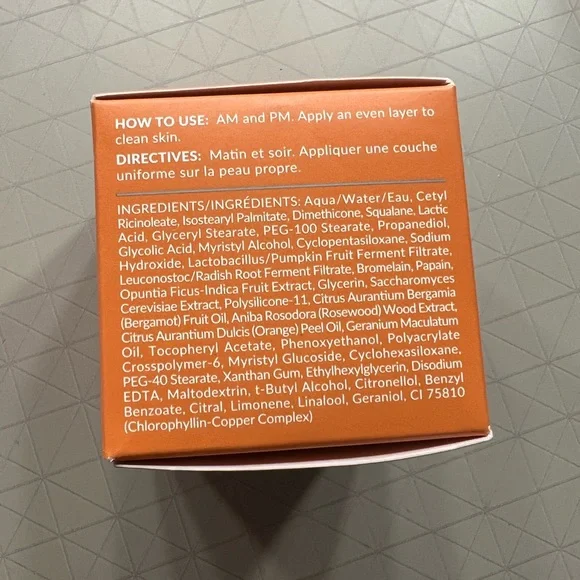 HOW TO USE: AM and PM. Apply an even layer to
clean skin.
DIRECTIVES: Matin et soir. Appliquer une couche
uniforme sur la peau propre.
INGREDIENTS/INGRÉDIENTS: Aqua/Water/Eau, Cetyl
Ricinoleate, Isostearyl Palmitate, Dimethicone, Squalane, Lactic
Acid, Glyceryl Stearate, PEG-100 Stearate, Propanediol,
Glycolic Acid, Myristyl Alcohol, Cyclopentasiloxane, Sodium
Hydroxide, Lactobacillus/Pumpkin Fruit Ferment Filtrate,
Leuconostoc/Radish Root Ferment Filtrate, Bromelain, Papain,
Opuntia Ficus-Indica Fruit Extract, Glycerin, Saccharomyces
Cerevisiae Extract, Polysilicone-11, Citrus Aurantium Bergamia
(Bergamot) Fruit Oil, Aniba Rosodora (Rosewood) Wood Extract,
Citrus Aurantium Dulcis (Orange) Peel Oil, Geranium Maculatum
Oil, Tocopheryl Acetate, Phenoxyethanol, Polyacrylate
Crosspolymer-6, Myristyl Glucoside, Cyclohexasiloxane,
PEG-40 Stearate, Xanthan Gum, Ethylhexylglycerin, Disodium
EDTA, Maltodextrin, t-Butyl Alcohol, Citronellol, Benzyl
Benzoate, Citral, Limonene, Linalool, Geraniol, CI 75810
(Chlorophyllin-Copper Complex)